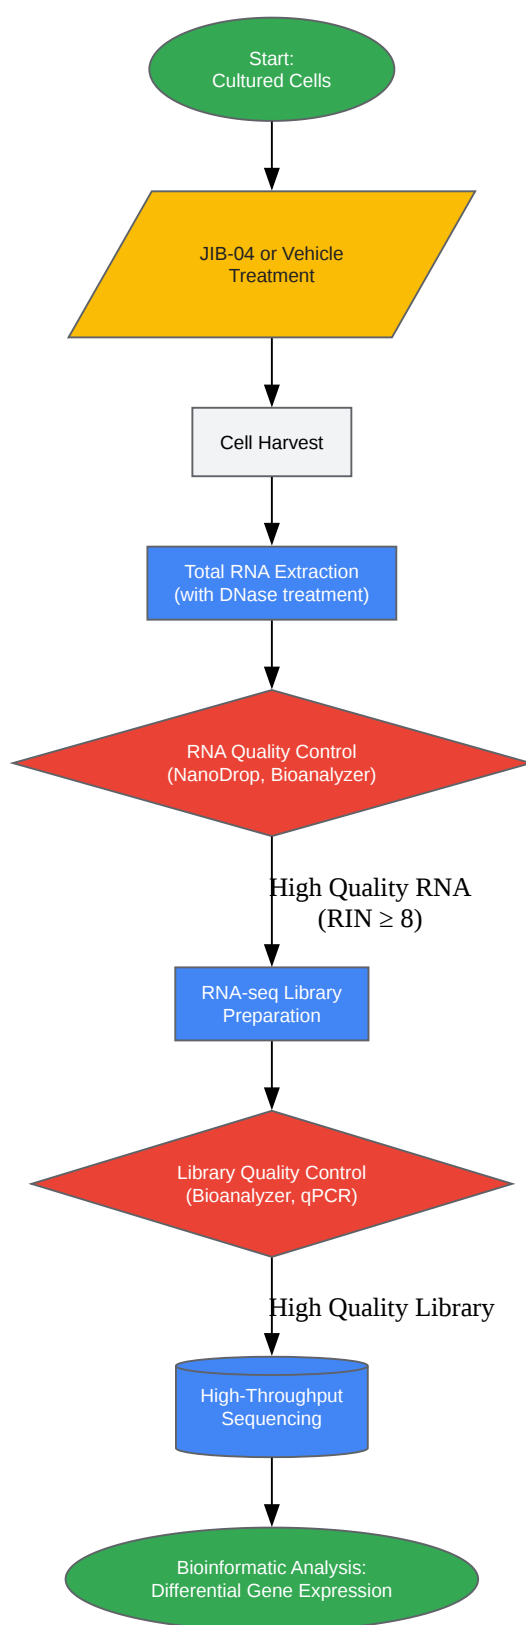 Start:
Cultured Cells
JIB-04 or Vehicle
Treatment
Cell Harvest
Total RNA Extraction
(with DNase treatment)
RNA Quality Control
(NanoDrop, Bioanalyzer)
High Quality RNA
(RIN ≥ 8)
RNA-seq Library
Preparation
Library Quality Control
(Bioanalyzer, qPCR)
High Quality Library
High-Throughput
Sequencing
Bioinformatic Analysis:
Differential Gene Expression